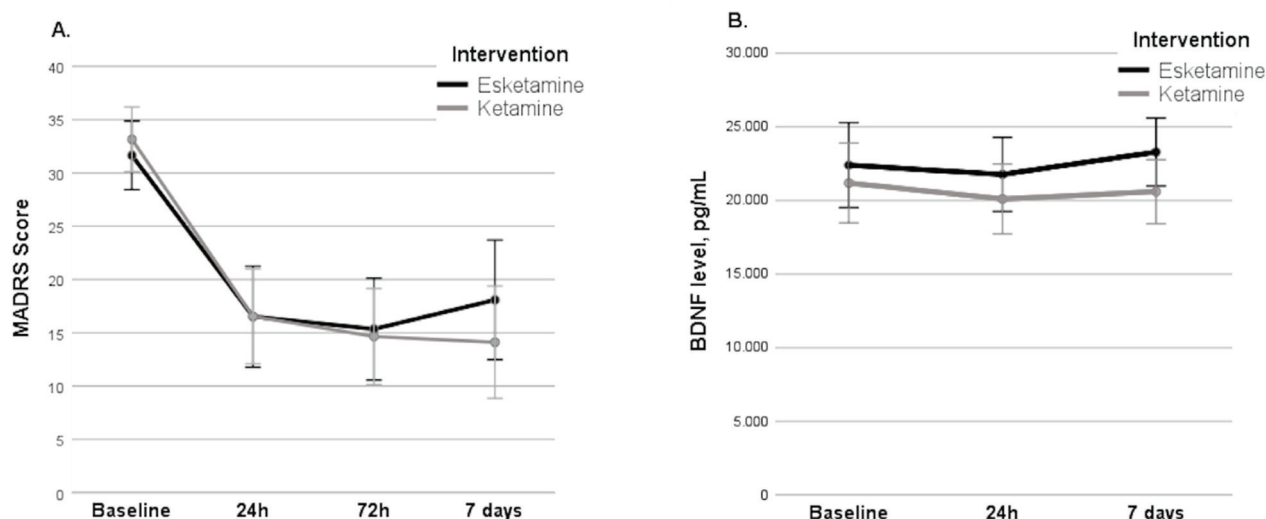 A.
Intervention
Esketamine
Ketamine
MADRS Score
40
35
30
25
20
15
10
5
0
Baseline 24h 72h 7 days
B.
Intervention
Esketamine
Ketamine
BDNF level, pg/mL
30.000
25.000
20.000
15.000
10.000
5.000
0
Baseline 24h 7 days